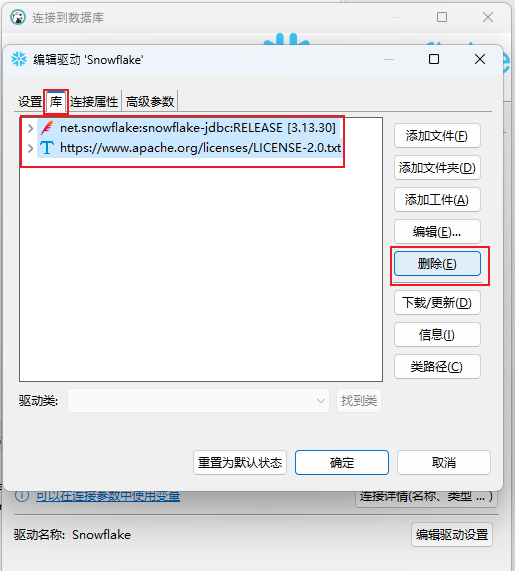 连接到数据库
编辑驱动 'Snowflake'
设置 库 连接属性 高级参数
net.snowflake:snowflake-jdbc:RELEASE [3.13.30]
https://www.apache.org/licenses/LICENSE-2.0.txt
添加文件(F)
添加文件夹(D)
添加工件(A)
编辑(E)...
删除(E)
下载/更新(D)
信息(I)
类路径(C)
驱动类:
找到类
重置为默认状态 确定 取消
可以在连接参数中使用变量
连接详情(名称、类型 ... )
驱动名称: Snowflake
编辑驱动设置